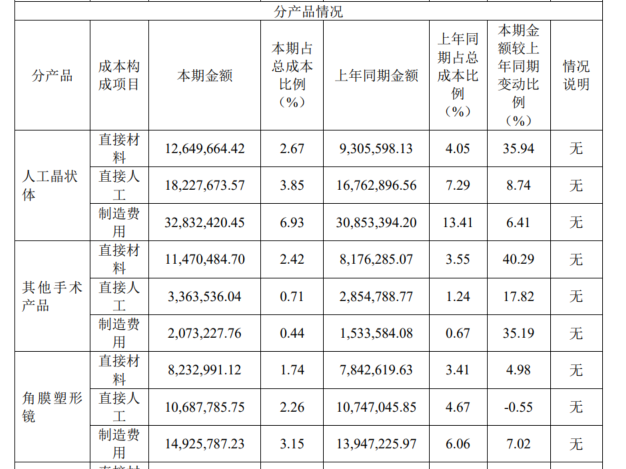 分产品情况
分产品 成本构成项目 本期金额 本期占总成本比例（%） 上年同期金额 上年同期占总成本比例（%） 本期金额较上年同期变动比例（%） 情况说明
人工晶状体 直接材料 12,649,664.42 2.67 9,305,598.13 4.05 35.94 无
直接人工 18,227,673.57 3.85 16,762,896.56 7.29 8.74 无
制造费用 32,832,420.45 6.93 30,853,394.20 13.41 6.41 无
其他手术产品 直接材料 11,470,484.70 2.42 8,176,285.07 3.55 40.29 无
直接人工 3,363,536.04 0.71 2,854,788.77 1.24 17.82 无
制造费用 2,073,227.76 0.44 1,533,584.08 0.67 35.19 无
角膜塑形镜 直接材料 8,232,991.12 1.74 7,842,619.63 3.41 4.98 无
直接人工 10,687,785.75 2.26 10,747,045.85 4.67 -0.55 无
制造费用 14,925,787.23 3.15 13,947,225.97 6.06 7.02 无